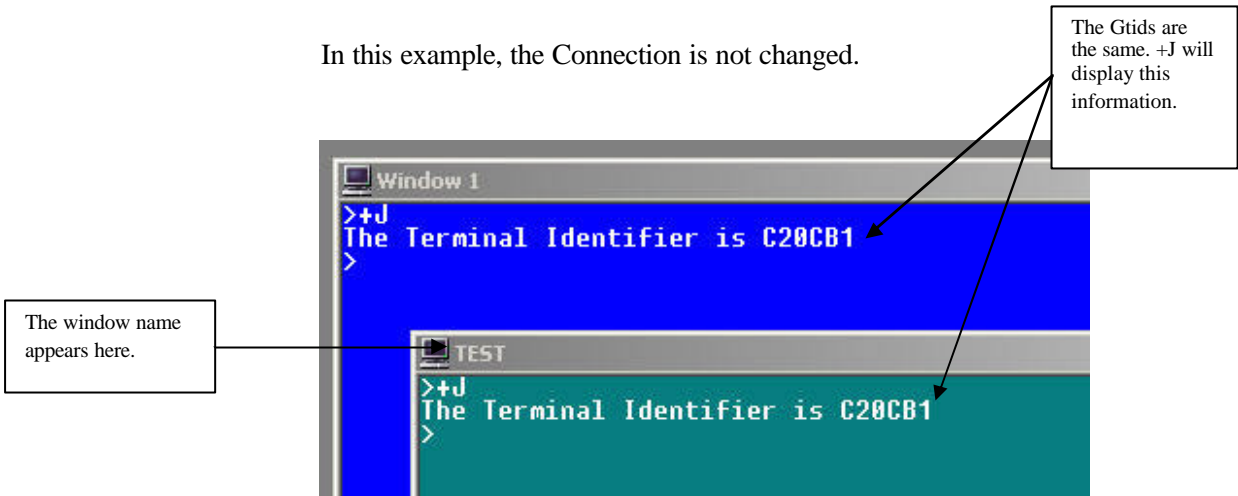 The Gtids are
the same. +J will
display this
information.
In this example, the Connection is not changed.
Window 1
>+J
The Terminal Identifier is C20CB1
>
The window name
appears here.
TEST
>+J
The Terminal Identifier is C20CB1
>